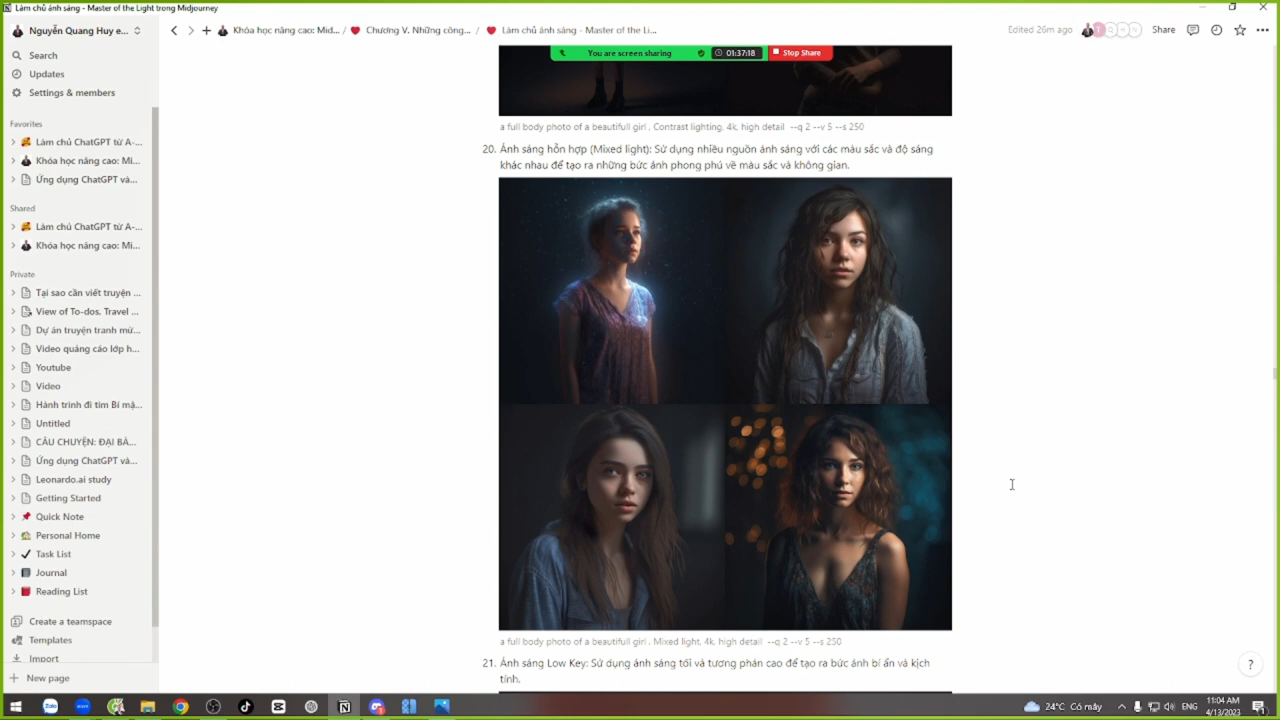 Làm chủ ánh sáng - Master of the Light trong Midjourney
Nguyễn Quang Huy e...
Khóa học nâng cao: Mid... / Chương V. Những công... / Làm chủ ánh sáng - Master of the Li...
Edited 26m ago
Share
You are screen sharing
01:37:18
Stop Share
Search
Updates
Settings & members
Favorites
Làm chủ ChatGPT từ A-...
Khóa học nâng cao: Mi...
Ứng dụng ChatGPT và...
Shared
Làm chủ ChatGPT từ A-...
Khóa học nâng cao: Mi...
Private
Tại sao cần viết truyện ...
View of To-dos, Travel ...
Dự án truyện tranh mù...
Video quảng cáo lớp h...
Youtube
Video
Hành trình đi tìm Bí mậ...
Untitled
CÂU CHUYỆN: ĐẠI BÀ...
Ứng dụng ChatGPT và...
Leonardo.ai study
Getting Started
Quick Note
Personal Home
Task List
Journal
Reading List
Create a teamspace
Templates
Import
New page
a full body photo of a beautifull girl , Contrast lighting, 4k, high detail --q 2 --v 5 --s 250
20. Ánh sáng hỗn hợp (Mixed light): Sử dụng nhiều nguồn ánh sáng với các màu sắc và độ sáng
khác nhau để tạo ra những bức ảnh phong phú về màu sắc và không gian.
a full body photo of a beautifull girl , Mixed light, 4k, high detail --q 2 --v 5 --s 250
21. Ánh sáng Low Key: Sử dụng ánh sáng tối và tương phản cao để tạo ra bức ảnh bí ẩn và kịch
tính.
?
Zalo
zoom
24°C Có mây
ENG
11:04 AM
4/13/2023